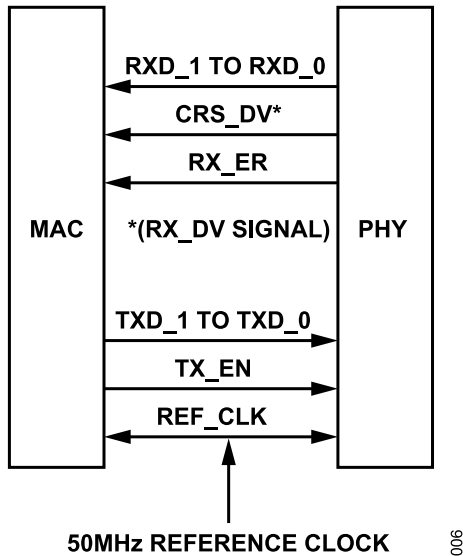 RXD_1 TO RXD_0
CRS_DV*
RX_ER
MAC
*(RX_DV SIGNAL)
PHY
TXD_1 TO TXD_0
TX_EN
REF_CLK
50MHz REFERENCE CLOCK
006